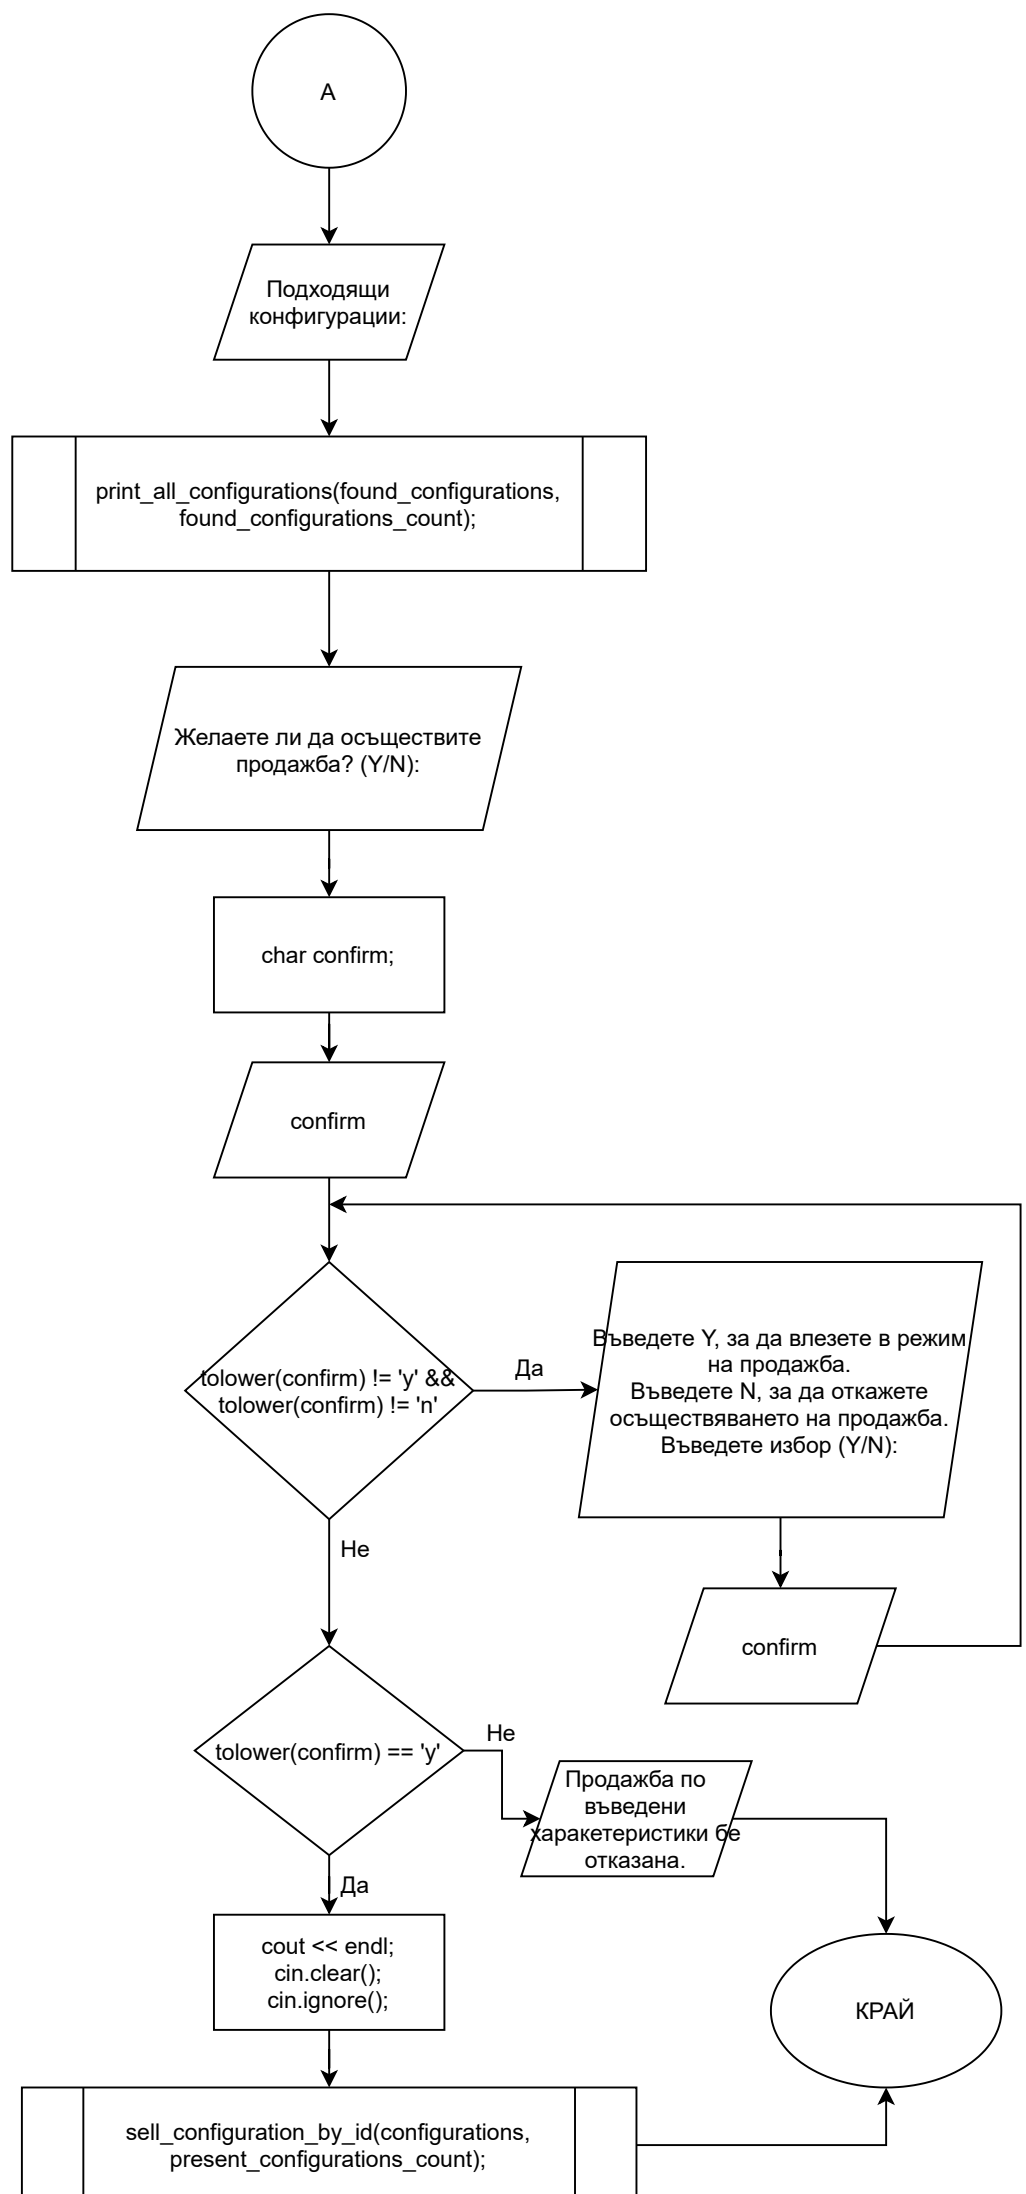 A
Подходящи
конфигурации:
print_all_configurations(found_configurations,
found_configurations_count);
Желаете ли да осъществите
продажба? (Y/N):
char confirm;
confirm
tolower(confirm) != 'y' &&
tolower(confirm) != 'n'
Да
Въведете Y, за да влезете в режим
на продажба.
Въведете N, за да откажете
осъществяването на продажба.
Въведете избор (Y/N):
Не
confirm
tolower(confirm) == 'y'
Не
Продажба по
въведени
харакетеристики бе
отказана.
Да
cout << endl;
cin.clear();
cin.ignore();
КРАЙ
sell_configuration_by_id(configurations,
present_configurations_count);